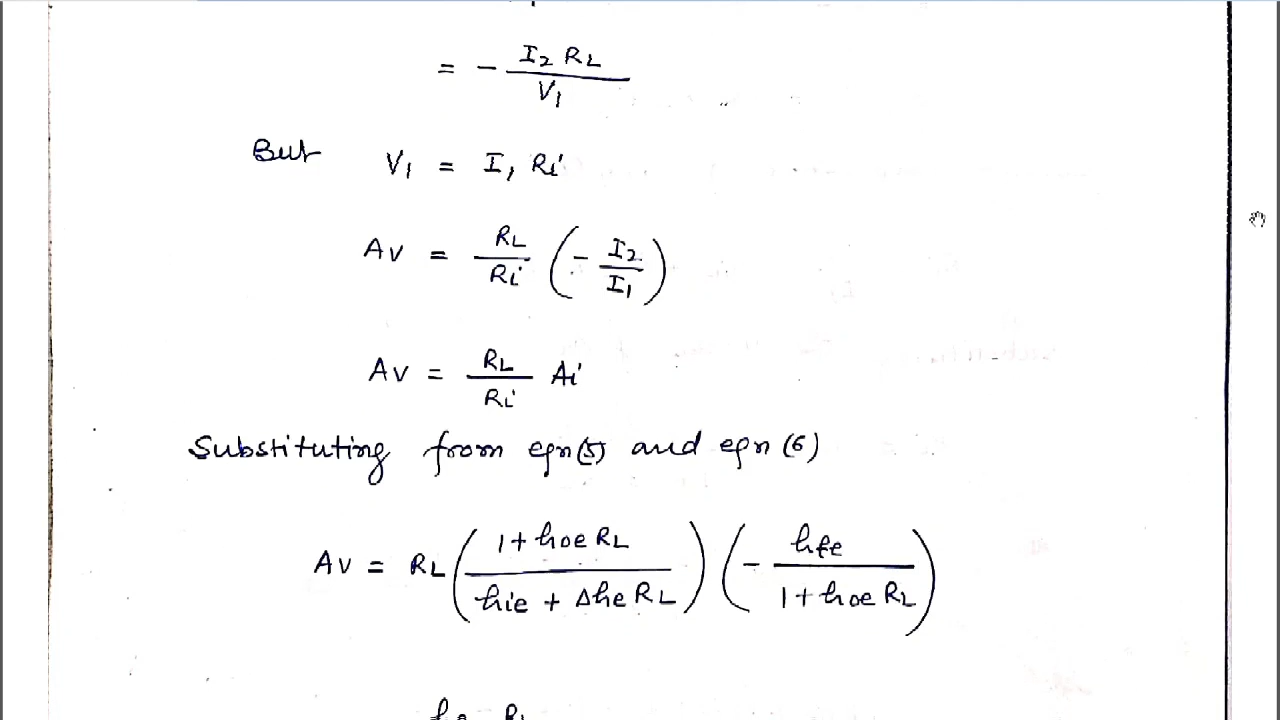 = - I2 RL / V1
But V1 = I1 Ri
Av = RL / Ri ( - I2 / I1 )
Av = RL / Ri Ai
Substituting from eqn(5) and eqn (6)
Av = RL ( 1 + hoe RL / hie + Δhe RL ) ( - hfe / 1 + hoe RL )